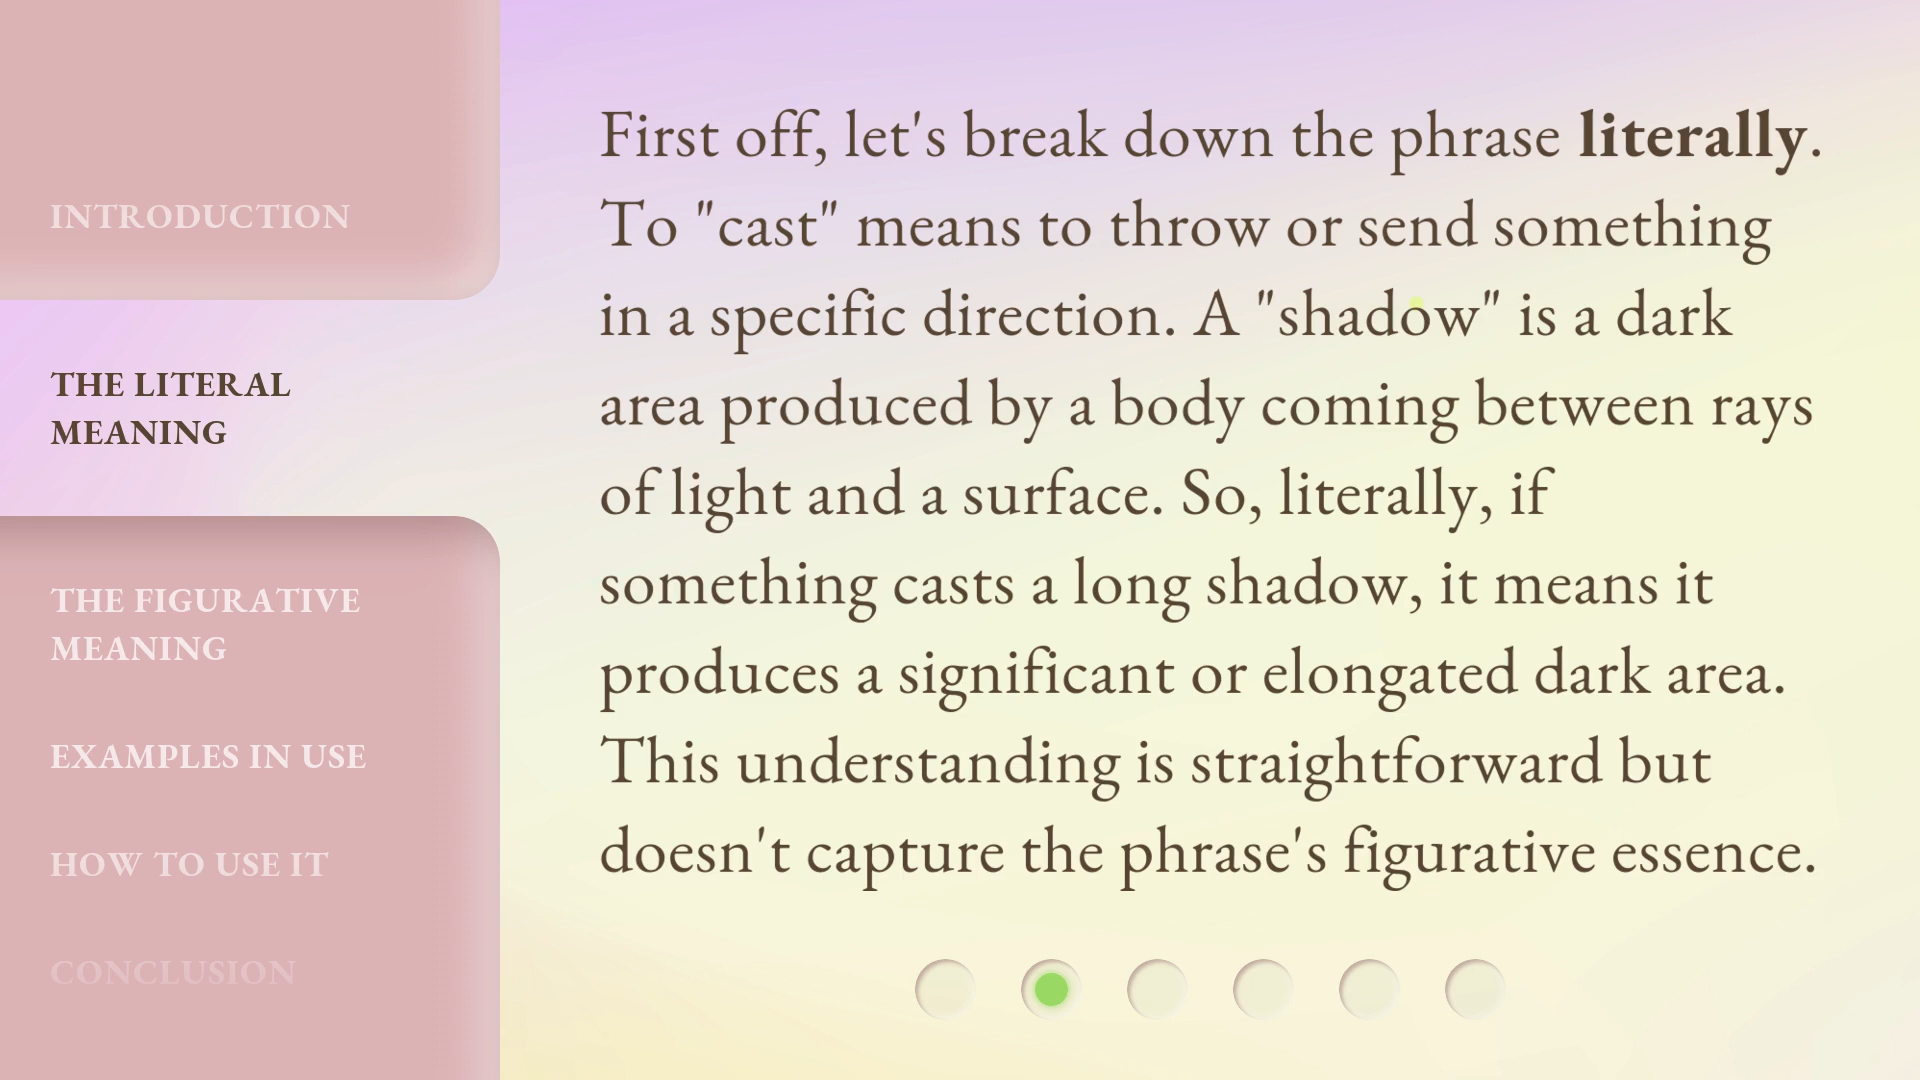 INTRODUCTION
THE LITERAL
MEANING
THE FIGURATIVE
MEANING
EXAMPLES IN USE
HOW TO USE IT
CONCLUSION
First off, let's break down the phrase literally.
To "cast" means to throw or send something
in a specific direction. A "shadow" is a dark
area produced by a body coming between rays
of light and a surface. So, literally, if
something casts a long shadow, it means it
produces a significant or elongated dark area.
This understanding is straightforward but
doesn't capture the phrase's figurative essence.